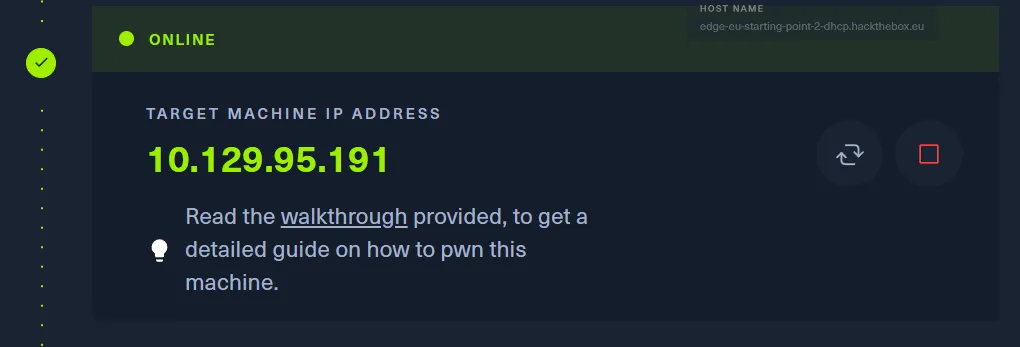 HOST NAME
edge-eu-starting-point-2-dhcp.hackthebox.eu
ONLINE
TARGET MACHINE IP ADDRESS
10.129.95.191
Read the walkthrough provided, to get a
detailed guide on how to pwn this
machine.